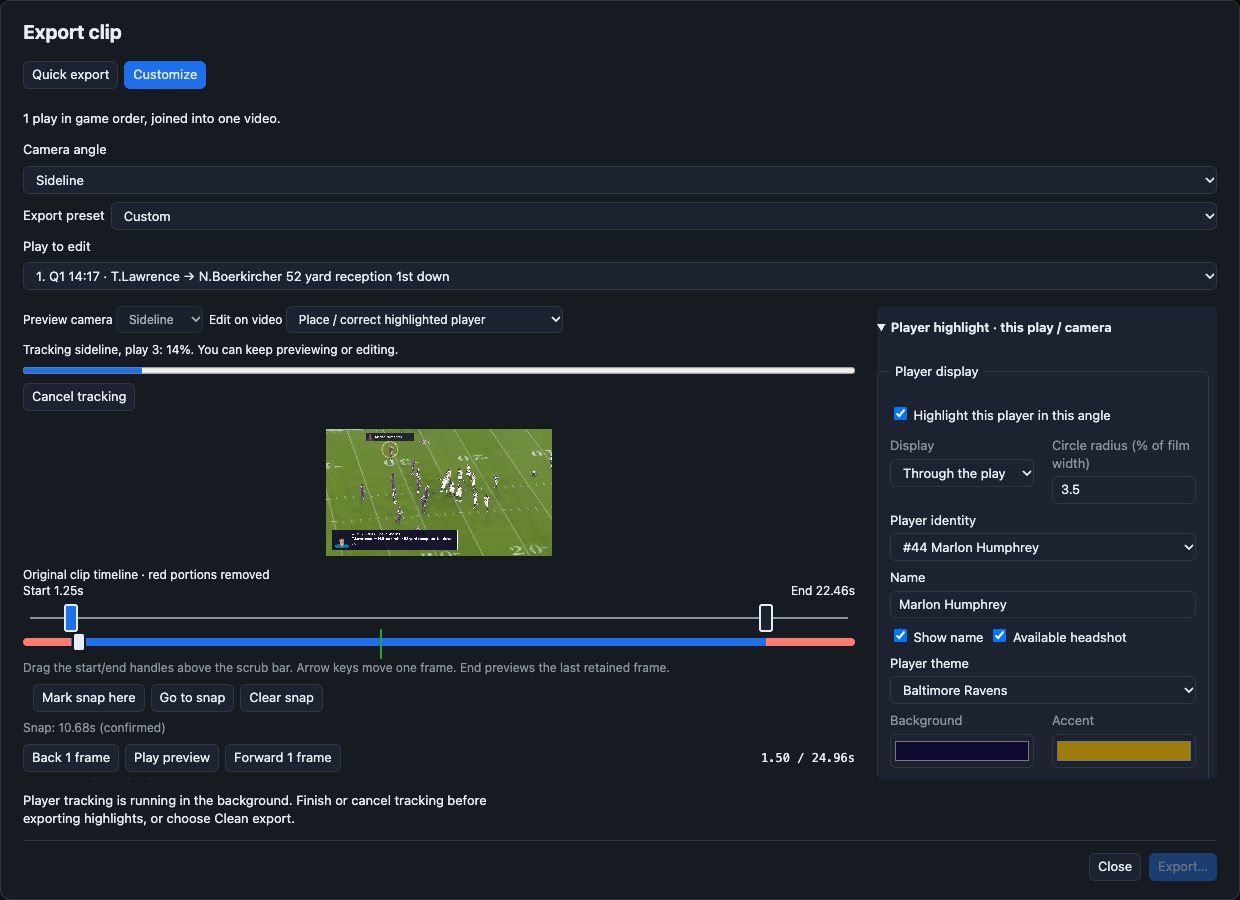 Export clip
Quick export
Customize
1 play in game order, joined into one video.
Camera angle
Sideline
Export preset
Custom
Play to edit
1. Q1 14:17 · T.Lawrence → N.Boerkircher 52 yard reception 1st down
Preview camera
Sideline
Edit on video
Place / correct highlighted player
Tracking sideline, play 3: 14%. You can keep previewing or editing.
Cancel tracking
Original clip timeline · red portions removed
Start 1.25s
End 22.46s
Drag the start/end handles above the scrub bar. Arrow keys move one frame. End previews the last retained frame.
Mark snap here
Go to snap
Clear snap
Snap: 10.68s (confirmed)
Back 1 frame
Play preview
Forward 1 frame
1.50 / 24.96s
Player highlight · this play / camera
Player display
Highlight this player in this angle
Display
Circle radius (% of film
width)
Through the play
3.5
Player identity
#44 Marlon Humphrey
Name
Marlon Humphrey
Show name
Available headshot
Player theme
Baltimore Ravens
Background
Accent
Player tracking is running in the background. Finish or cancel tracking before
exporting highlights, or choose Clean export.
Close
Export...